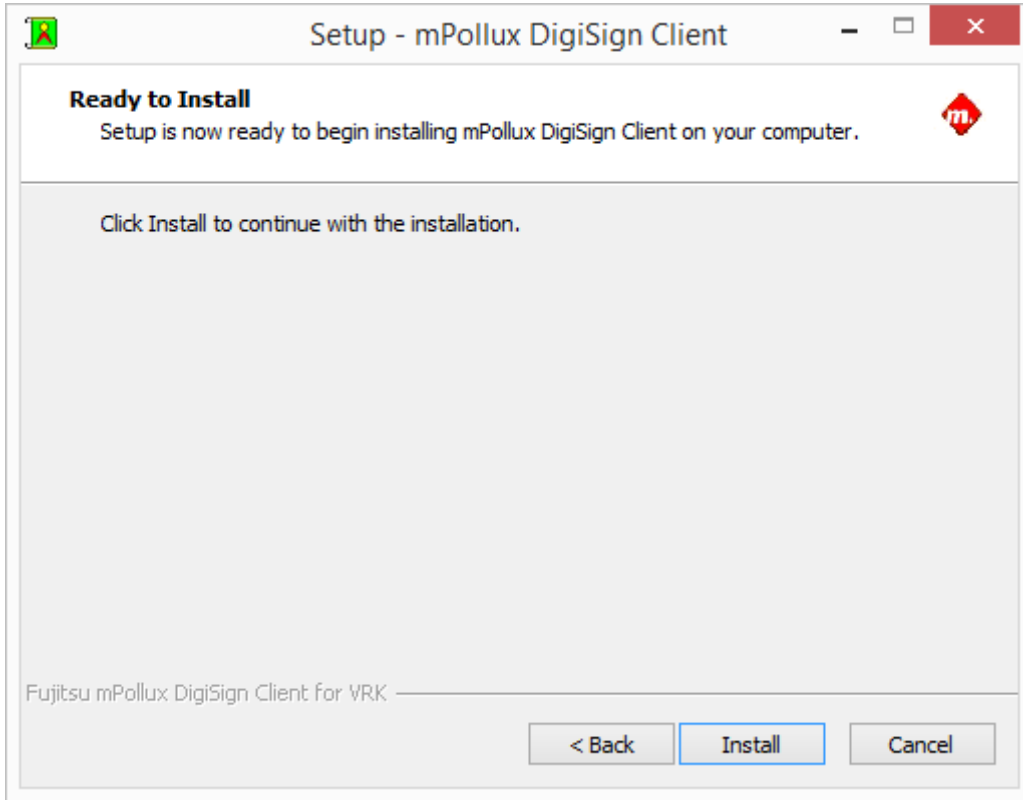 Setup - mPollux DigiSign Client
Ready to Install
Setup is now ready to begin installing mPollux DigiSign Client on your computer.
m.
Click Install to continue with the installation.
Fujitsu mPollux DigiSign Client for VRK
< Back
Install
Cancel